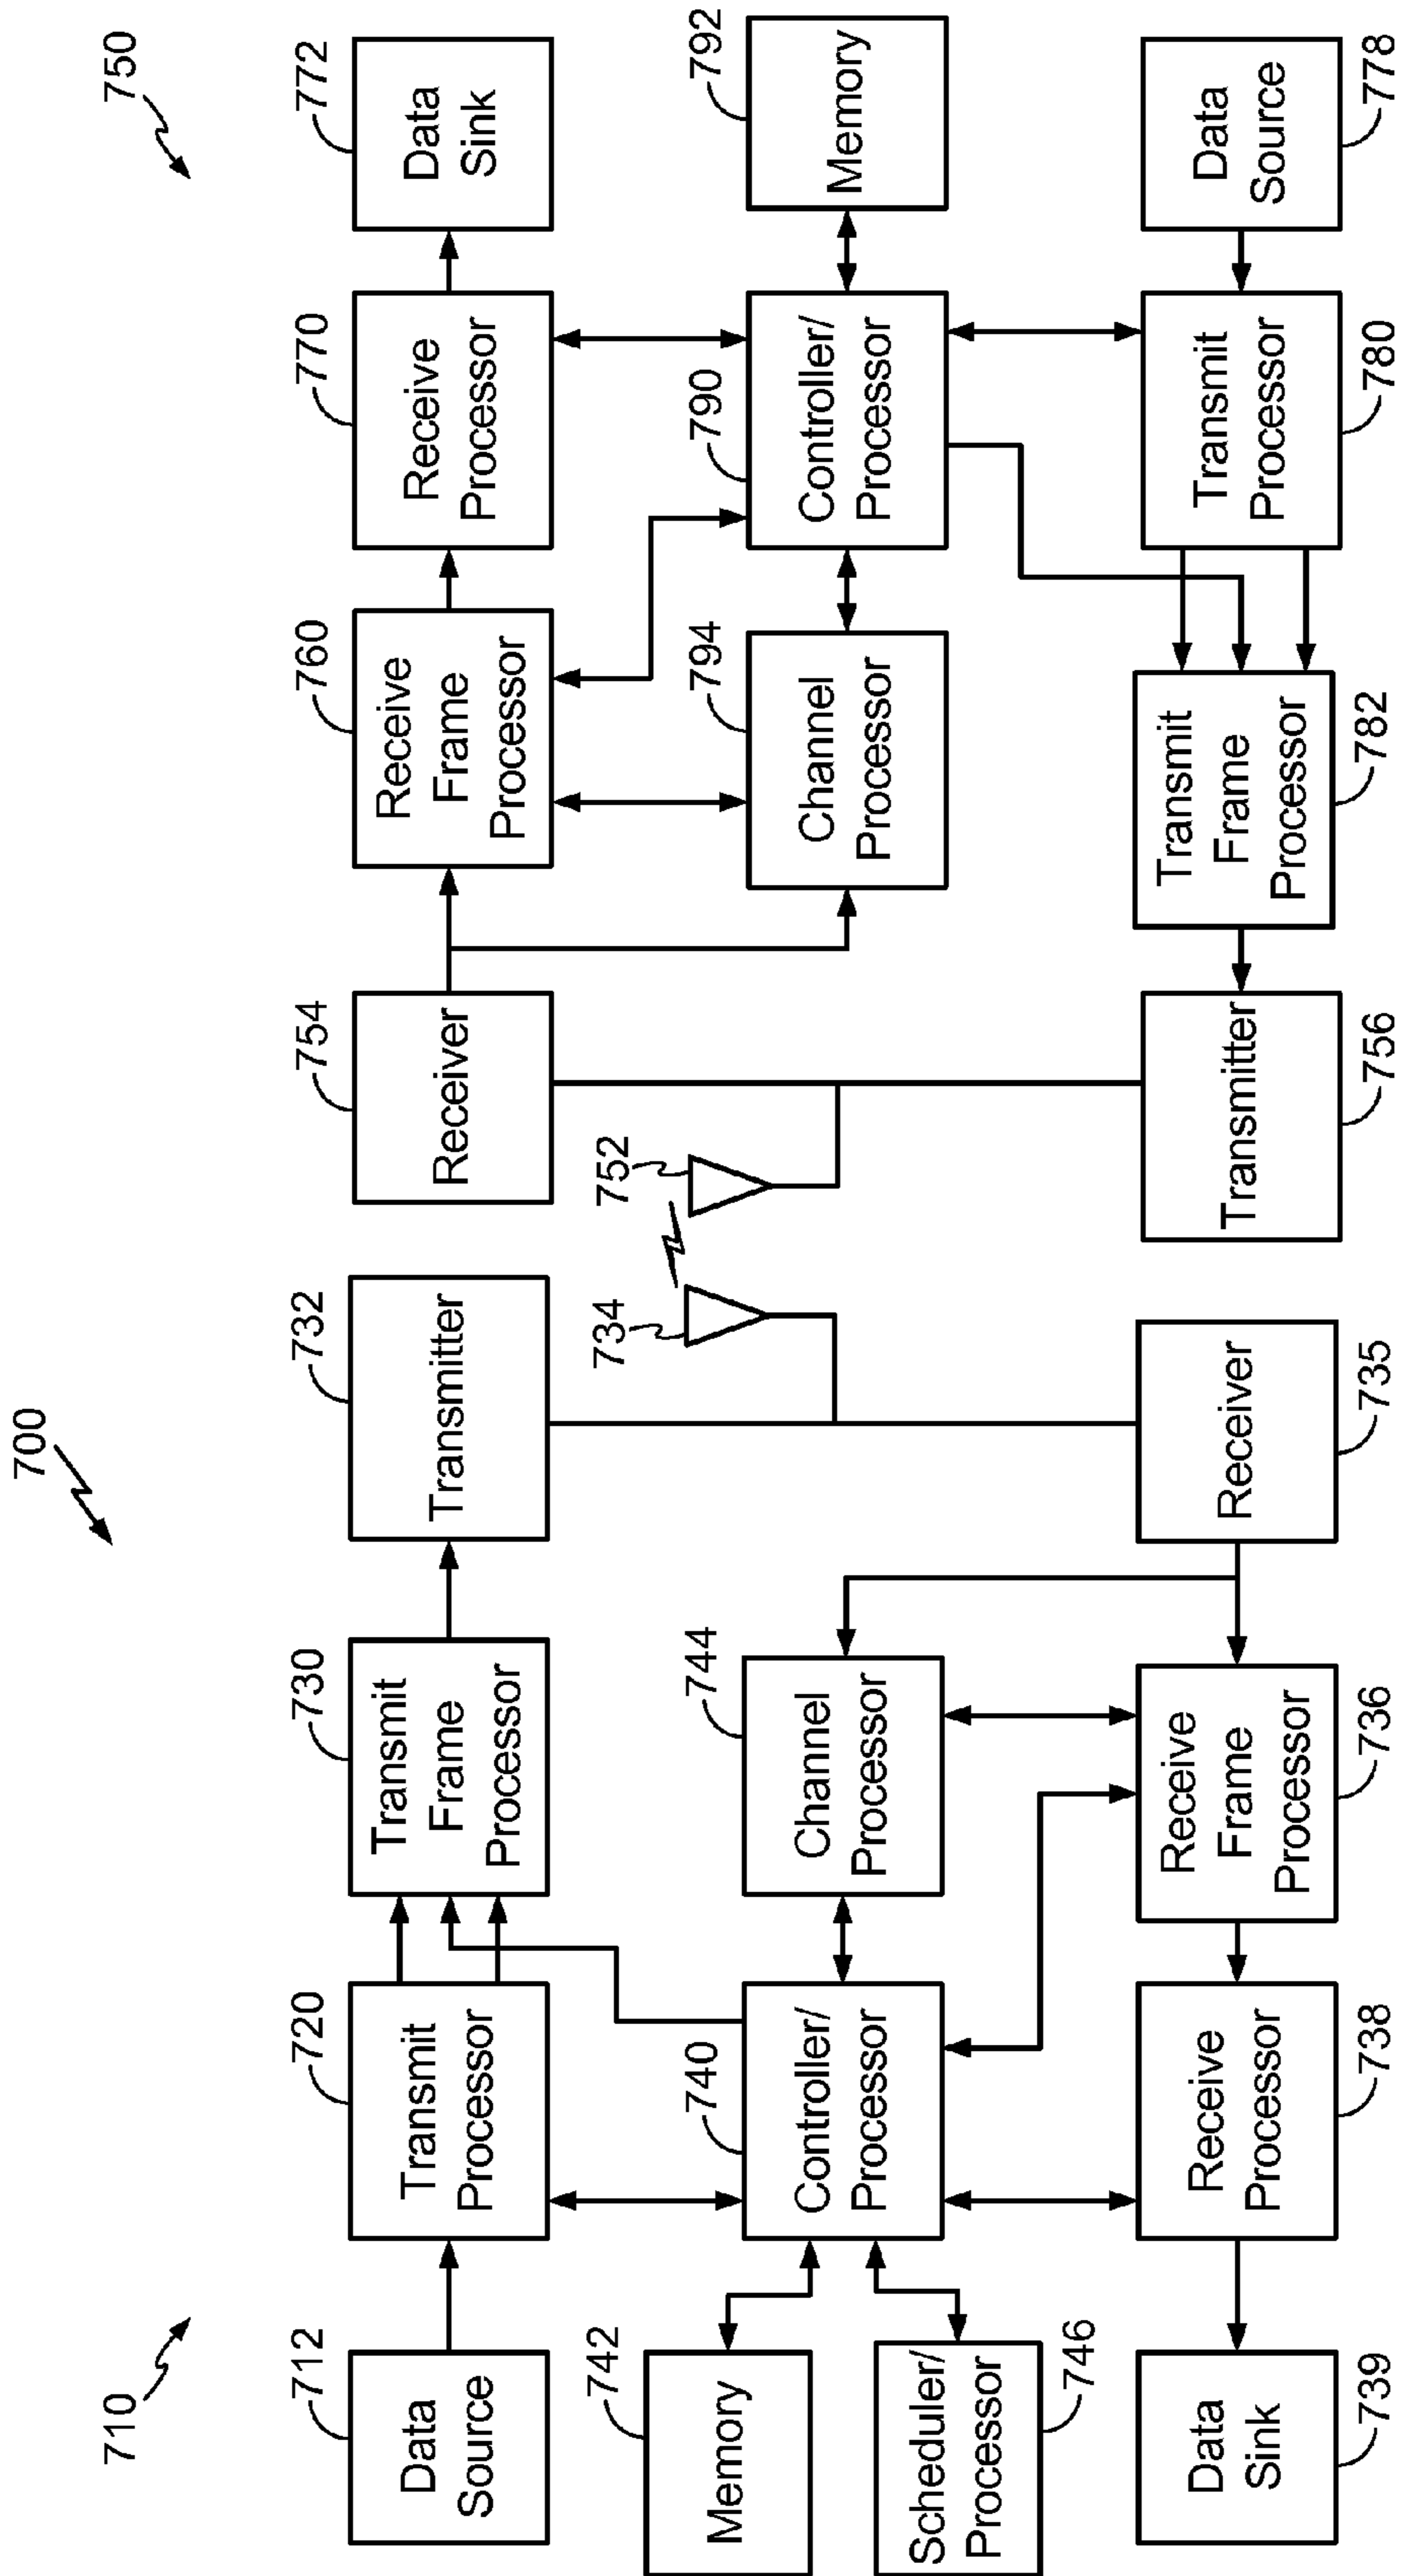 700
710
750
712
Data
Source
720
Transmit
Processor
730
Transmit
Frame
Processor
732
Transmitter
754
Receiver
760
Receive
Frame
Processor
770
Receive
Processor
772
Data
Sink
742
Memory
740
Controller/
Processor
744
Channel
Processor
734
752
794
Channel
Processor
790
Controller/
Processor
792
Memory
Scheduler/
Processor
746
Data
Sink
739
Receive
Processor
738
Receive
Frame
Processor
736
Receiver
735
Transmitter
756
Transmit
Frame
Processor
782
Transmit
Processor
780
Data
Source
778